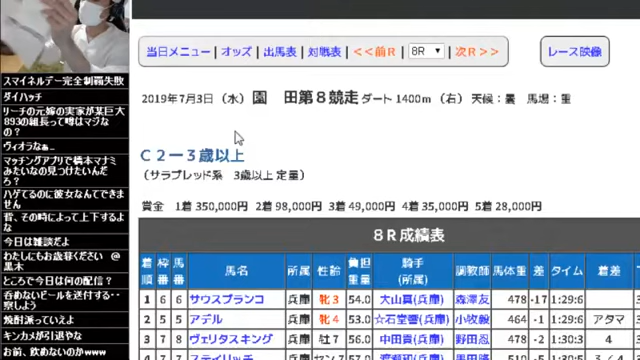 当日メニュー｜オッズ｜出馬表｜対戦表｜<<前R｜8R｜次R>>
レース映像
2019年7月3日（水）園　田第８競走 ダート 1400m（右）天候：曇　馬場：重
Ｃ２－３歳以上
（サラブレッド系　3歳以上 定量）
賞金　1着 350,000円　2着 98,000円　3着 49,000円　4着 35,000円　5着 28,000円
８Ｒ成績表
着順 枠番 馬番 馬名 所属 性齢 負担重量 騎手(所属) 調教師 馬体重 差 タイム 着差
1 6 6 サウスブランコ 兵庫 牝3 54.0 大山真(兵庫) 森澤友 478 -17 1:29:6
2 5 5 アデル 兵庫 牝4 54.0 ☆石堂響(兵庫) 小牧毅 464 -1 1:29:6 アタマ
3 7 8 ヴェリタスキング 兵庫 牡7 56.0 中田貴(兵庫) 野田忍 478 -2 1:30:3 4
スマイネルデー完全制覇失敗
ダイハッチ
リーチの元嫁の実家が某巨大
893の組長って噂はマジな
の？
ヴィオラなぁ…
マッチングアプリで橋本マナミ
みたいなの見つけたいんだ
ろ？
ハゲてるのに彼女なんてできま
せん
昔、その時によって上下するよ
な
今日は雑談だよ
わたしにもお歳暮ください　＠
黒木
ところで今日は何の配信？
呑めないビールを送付する‥
察しよう
焼酎派っていえよ
キンカメが引退やな
お前、飲めないのかwww